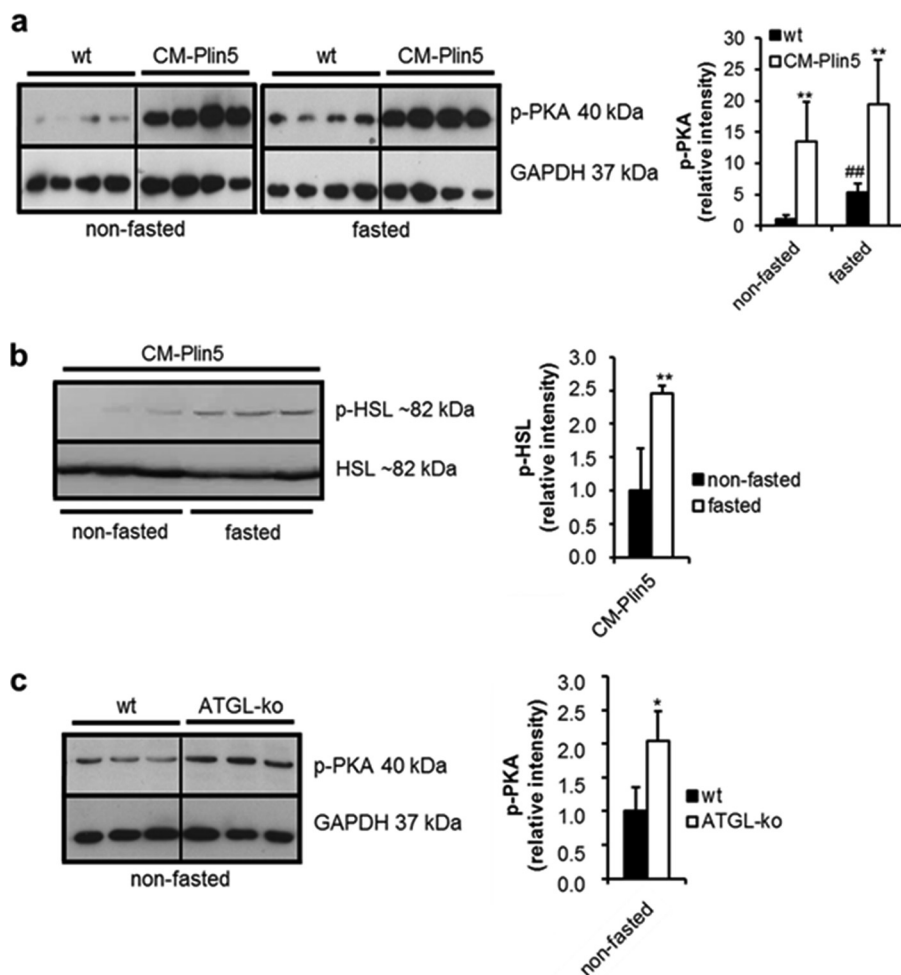 a
wt CM-Plin5 wt CM-Plin5
p-PKA 40 kDa
GAPDH 37 kDa
non-fasted fasted
p-PKA
(relative intensity)
40
35
30
25
20
15
10
5
0
wt
CM-Plin5
**
##
**
non-fasted
fasted
b
CM-Plin5
p-HSL ~82 kDa
HSL ~82 kDa
non-fasted fasted
p-HSL
(relative intensity)
3.0
2.5
2.0
1.5
1.0
0.5
0.0
**
non-fasted
fasted
CM-Plin5
c
wt ATGL-ko
p-PKA 40 kDa
GAPDH 37 kDa
non-fasted
p-PKA
(relative intensity)
3.0
2.5
2.0
1.5
1.0
0.5
0.0
*
wt
ATGL-ko
non-fasted